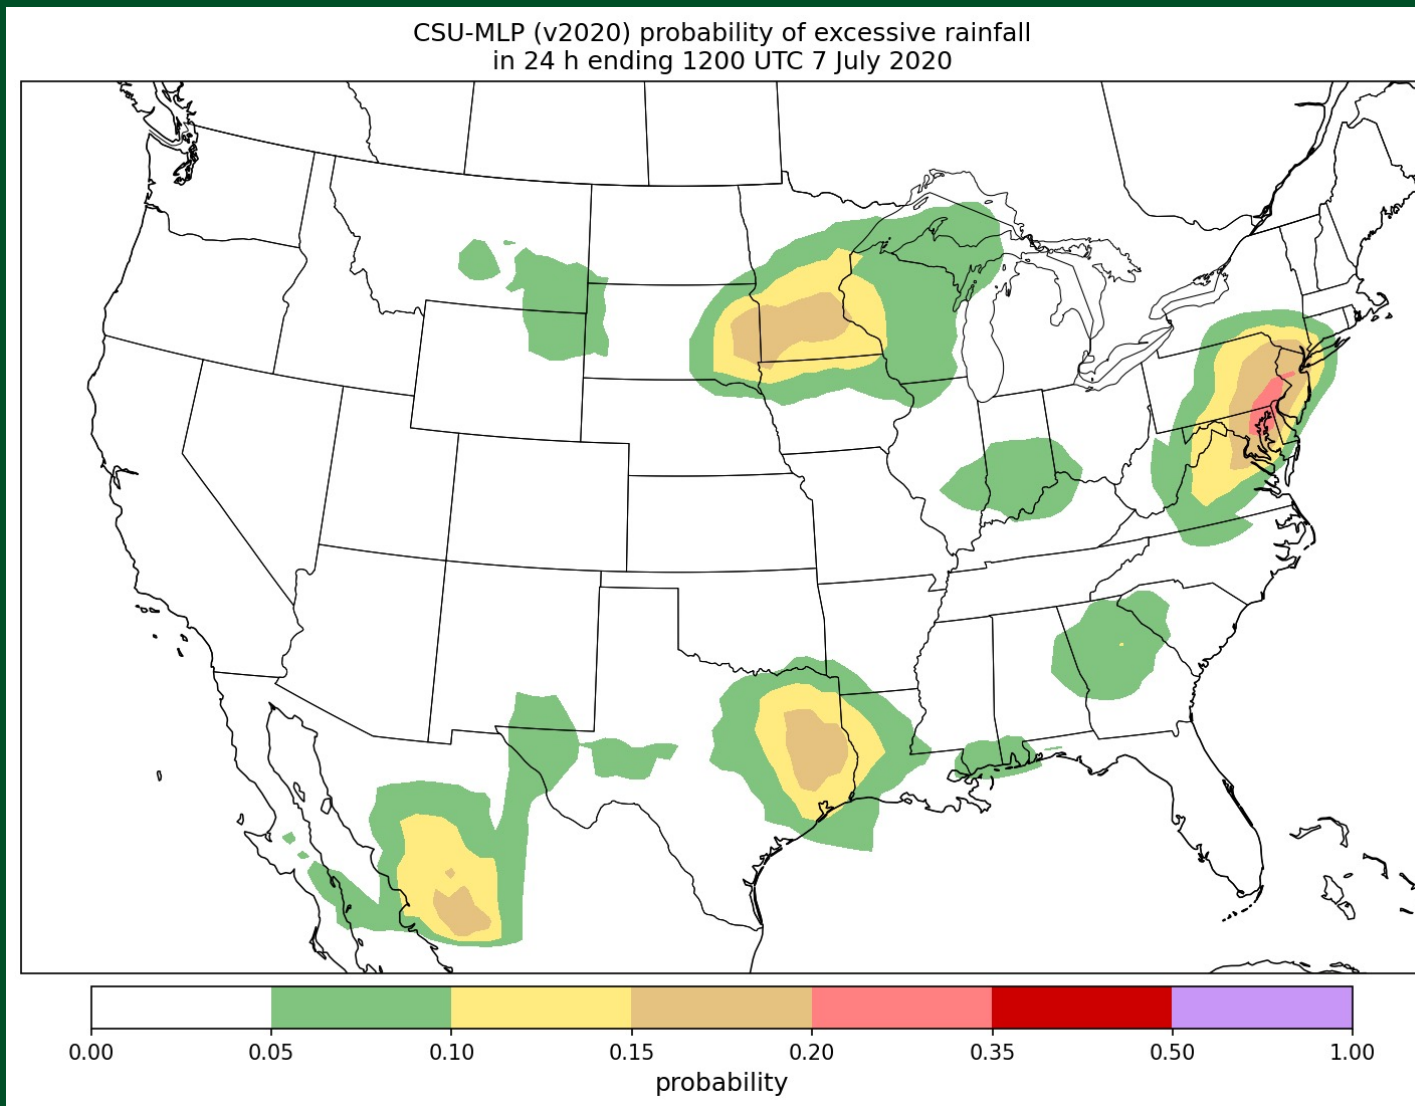 CSU-MLP (v2020) probability of excessive rainfall
in 24 h ending 1200 UTC 7 July 2020
0.00 0.05 0.10 0.15 0.20 0.35 0.50 1.00
probability